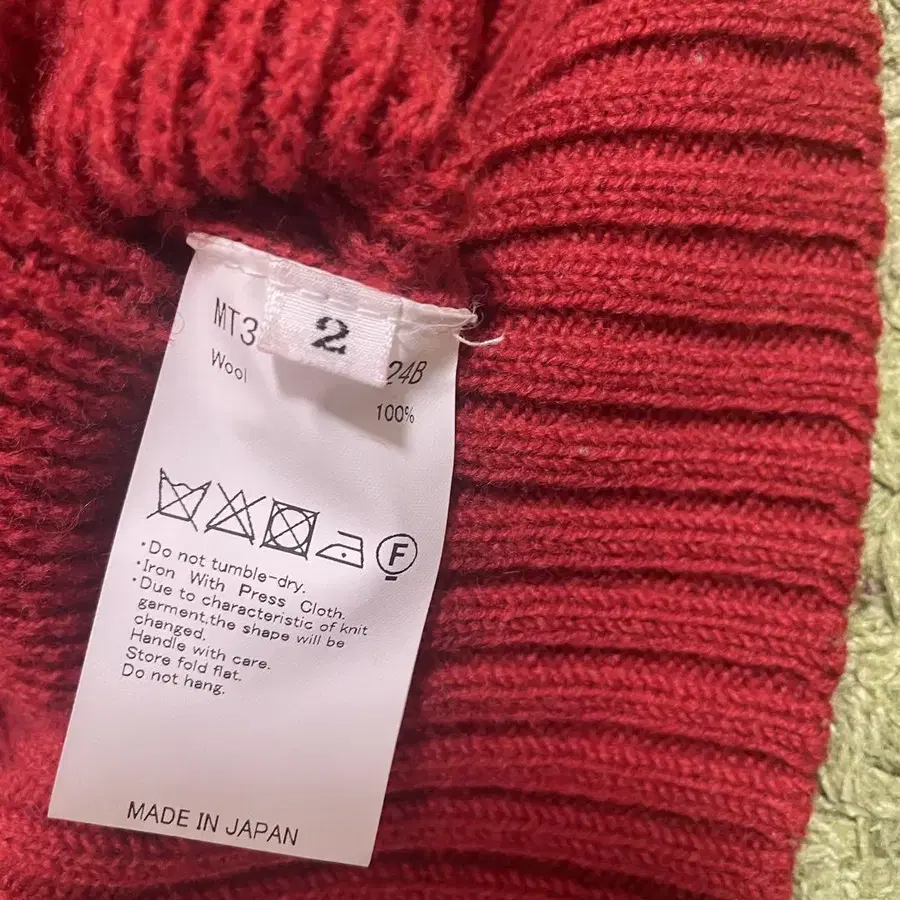 MT3
2
24B
Wool
100%
F
･Do not tumble-dry.
･Iron With Press Cloth.
･Due to characteristic of knit
garment,the shape will be
changed.
Handle with care.
Store fold flat.
Do not hang.
MADE IN JAPAN